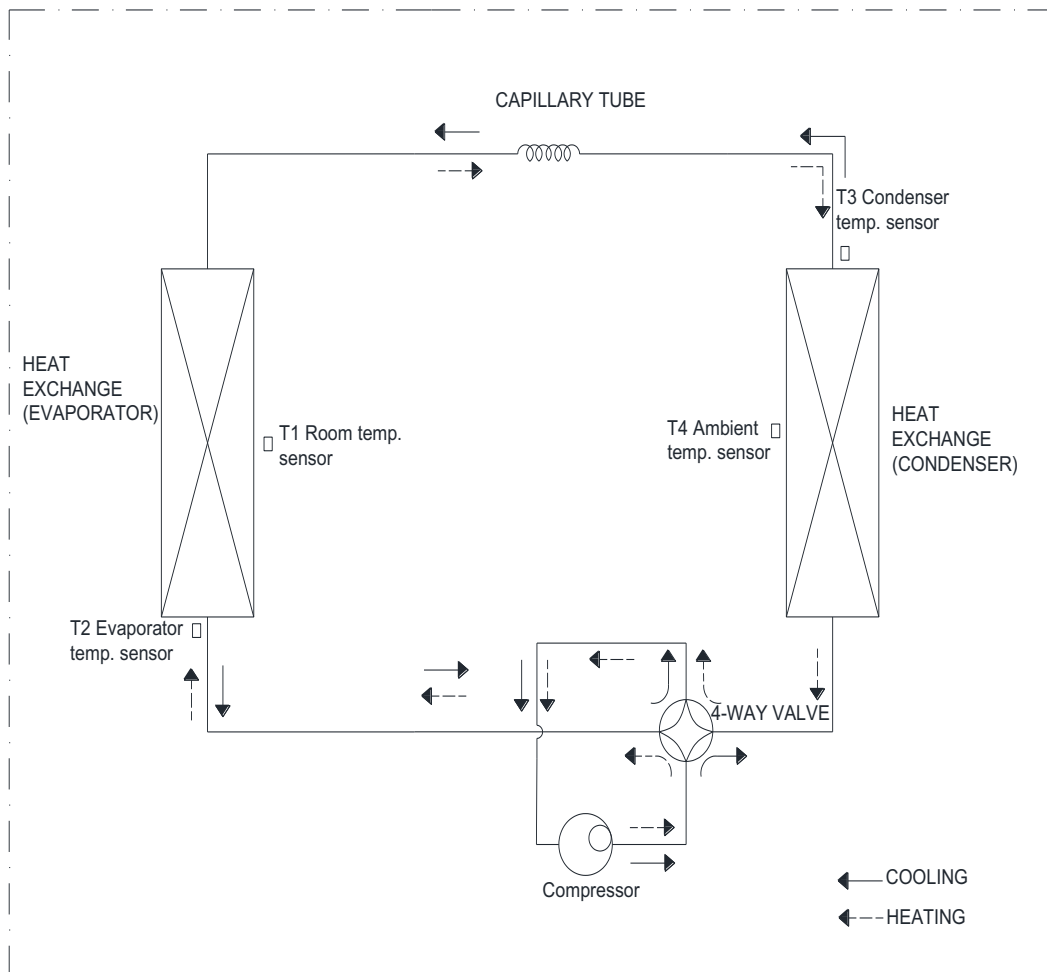 CAPILLARY TUBE
T3 Condenser
temp. sensor
HEAT
EXCHANGE
(EVAPORATOR)
T1 Room temp.
sensor
T4 Ambient
temp. sensor
HEAT
EXCHANGE
(CONDENSER)
T2 Evaporator
temp. sensor
4-WAY VALVE
Compressor
COOLING
HEATING